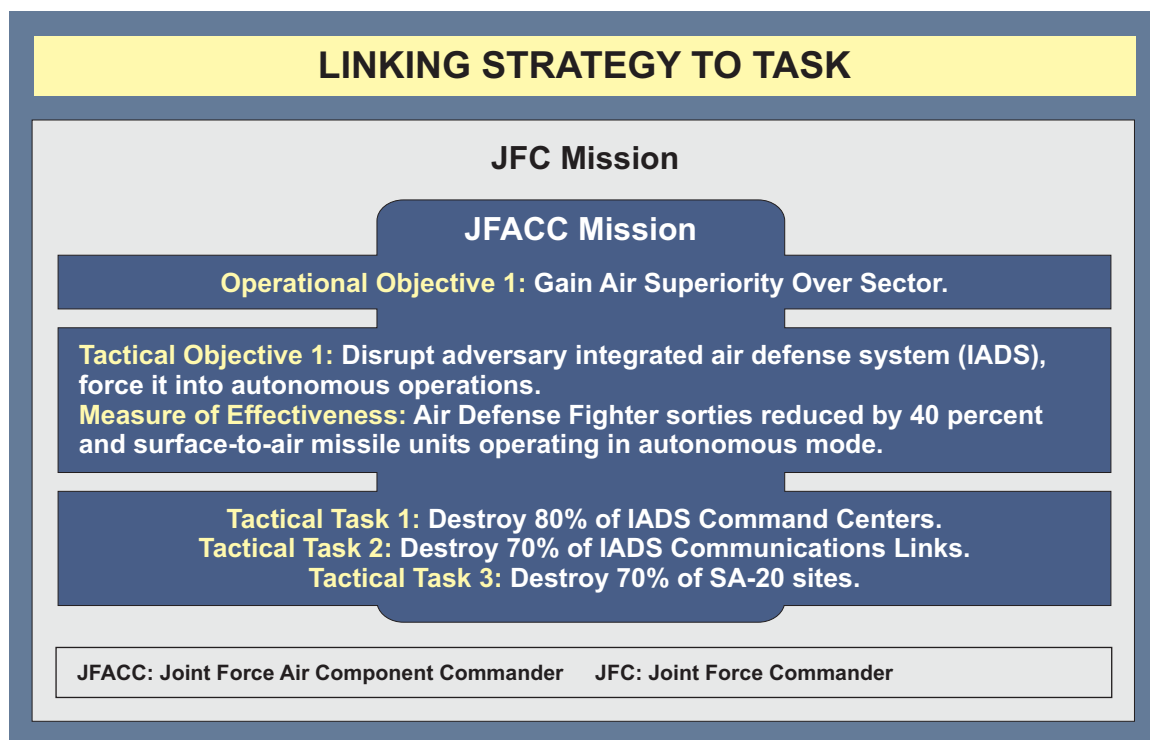 LINKING STRATEGY TO TASK
JFC Mission
JFACC Mission
Operational Objective 1: Gain Air Superiority Over Sector.
Tactical Objective 1: Disrupt adversary integrated air defense system (IADS),
force it into autonomous operations.
Measure of Effectiveness: Air Defense Fighter sorties reduced by 40 percent
and surface-to-air missile units operating in autonomous mode.
Tactical Task 1: Destroy 80% of IADS Command Centers.
Tactical Task 2: Destroy 70% of IADS Communications Links.
Tactical Task 3: Destroy 70% of SA-20 sites.
JFACC: Joint Force Air Component Commander JFC: Joint Force Commander